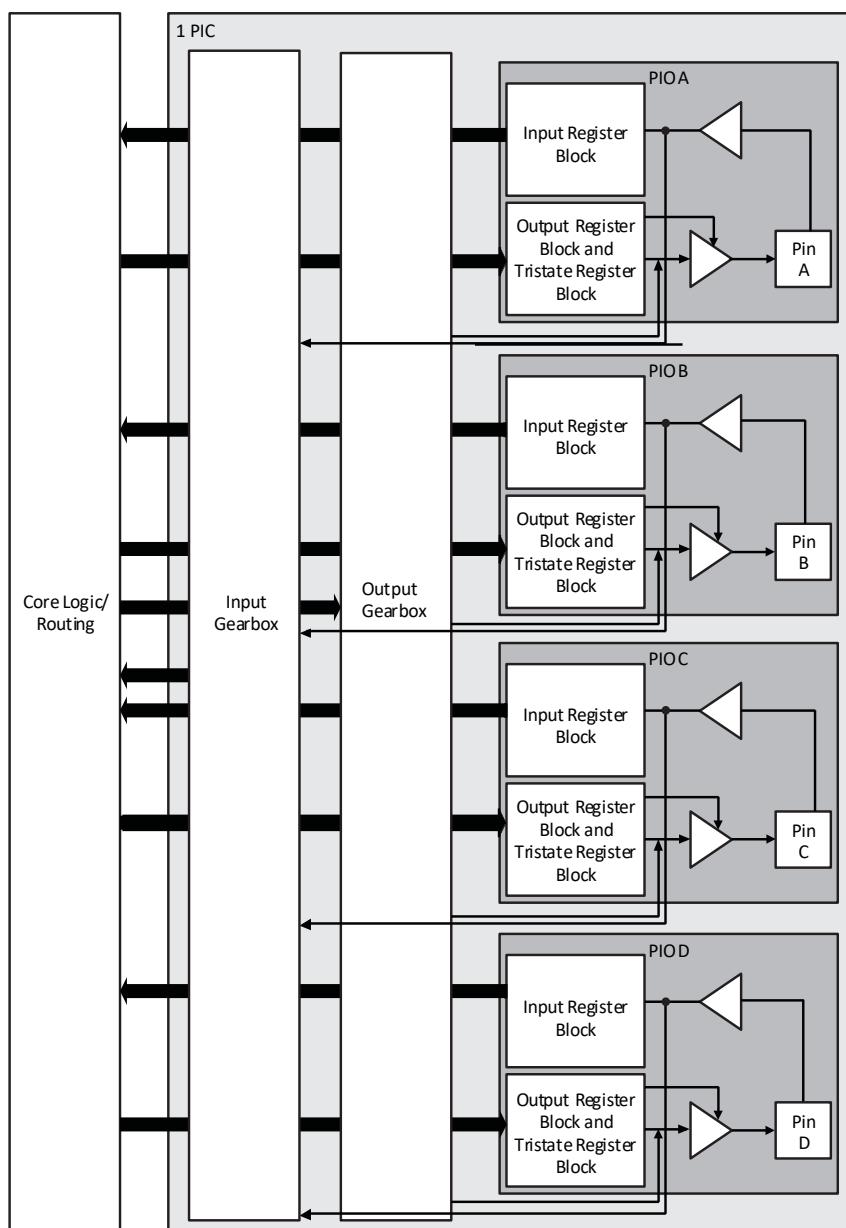 1 PIC
Core Logic/
Routing
Input
Gearbox
Output
Gearbox
PIOA
Input Register
Block
Output Register
Block and
Tristate Register
Block
Pin
A
PIOB
Input Register
Block
Output Register
Block and
Tristate Register
Block
Pin
B
PIOC
Input Register
Block
Output Register
Block and
Tristate Register
Block
Pin
C
PIOD
Input Register
Block
Output Register
Block and
Tristate Register
Block
Pin
D